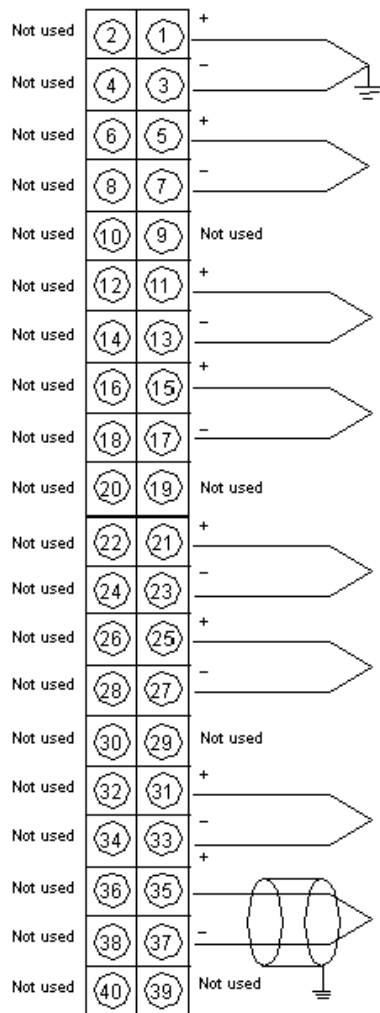 Not used 2 1 +
Not used 4 3 −
Not used 6 5 +
Not used 8 7 −
Not used 10 9 Not used
Not used 12 11 +
Not used 14 13 −
Not used 16 15 +
Not used 18 17 −
Not used 20 19 Not used
Not used 22 21 +
Not used 24 23 −
Not used 26 25 +
Not used 28 27 −
Not used 30 29 Not used
Not used 32 31 +
Not used 34 33 −
Not used 36 35 +
Not used 38 37 −
Not used 40 39 Not used